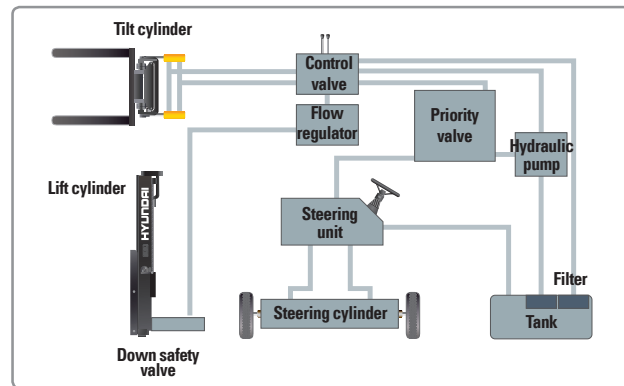 Tilt cylinder
Control
valve
Flow
regulator
Priority
valve
Hydraulic
pump
Lift cylinder
HYUNDAI
Steering
unit
Filter
Steering cylinder
Tank
Down safety
valve